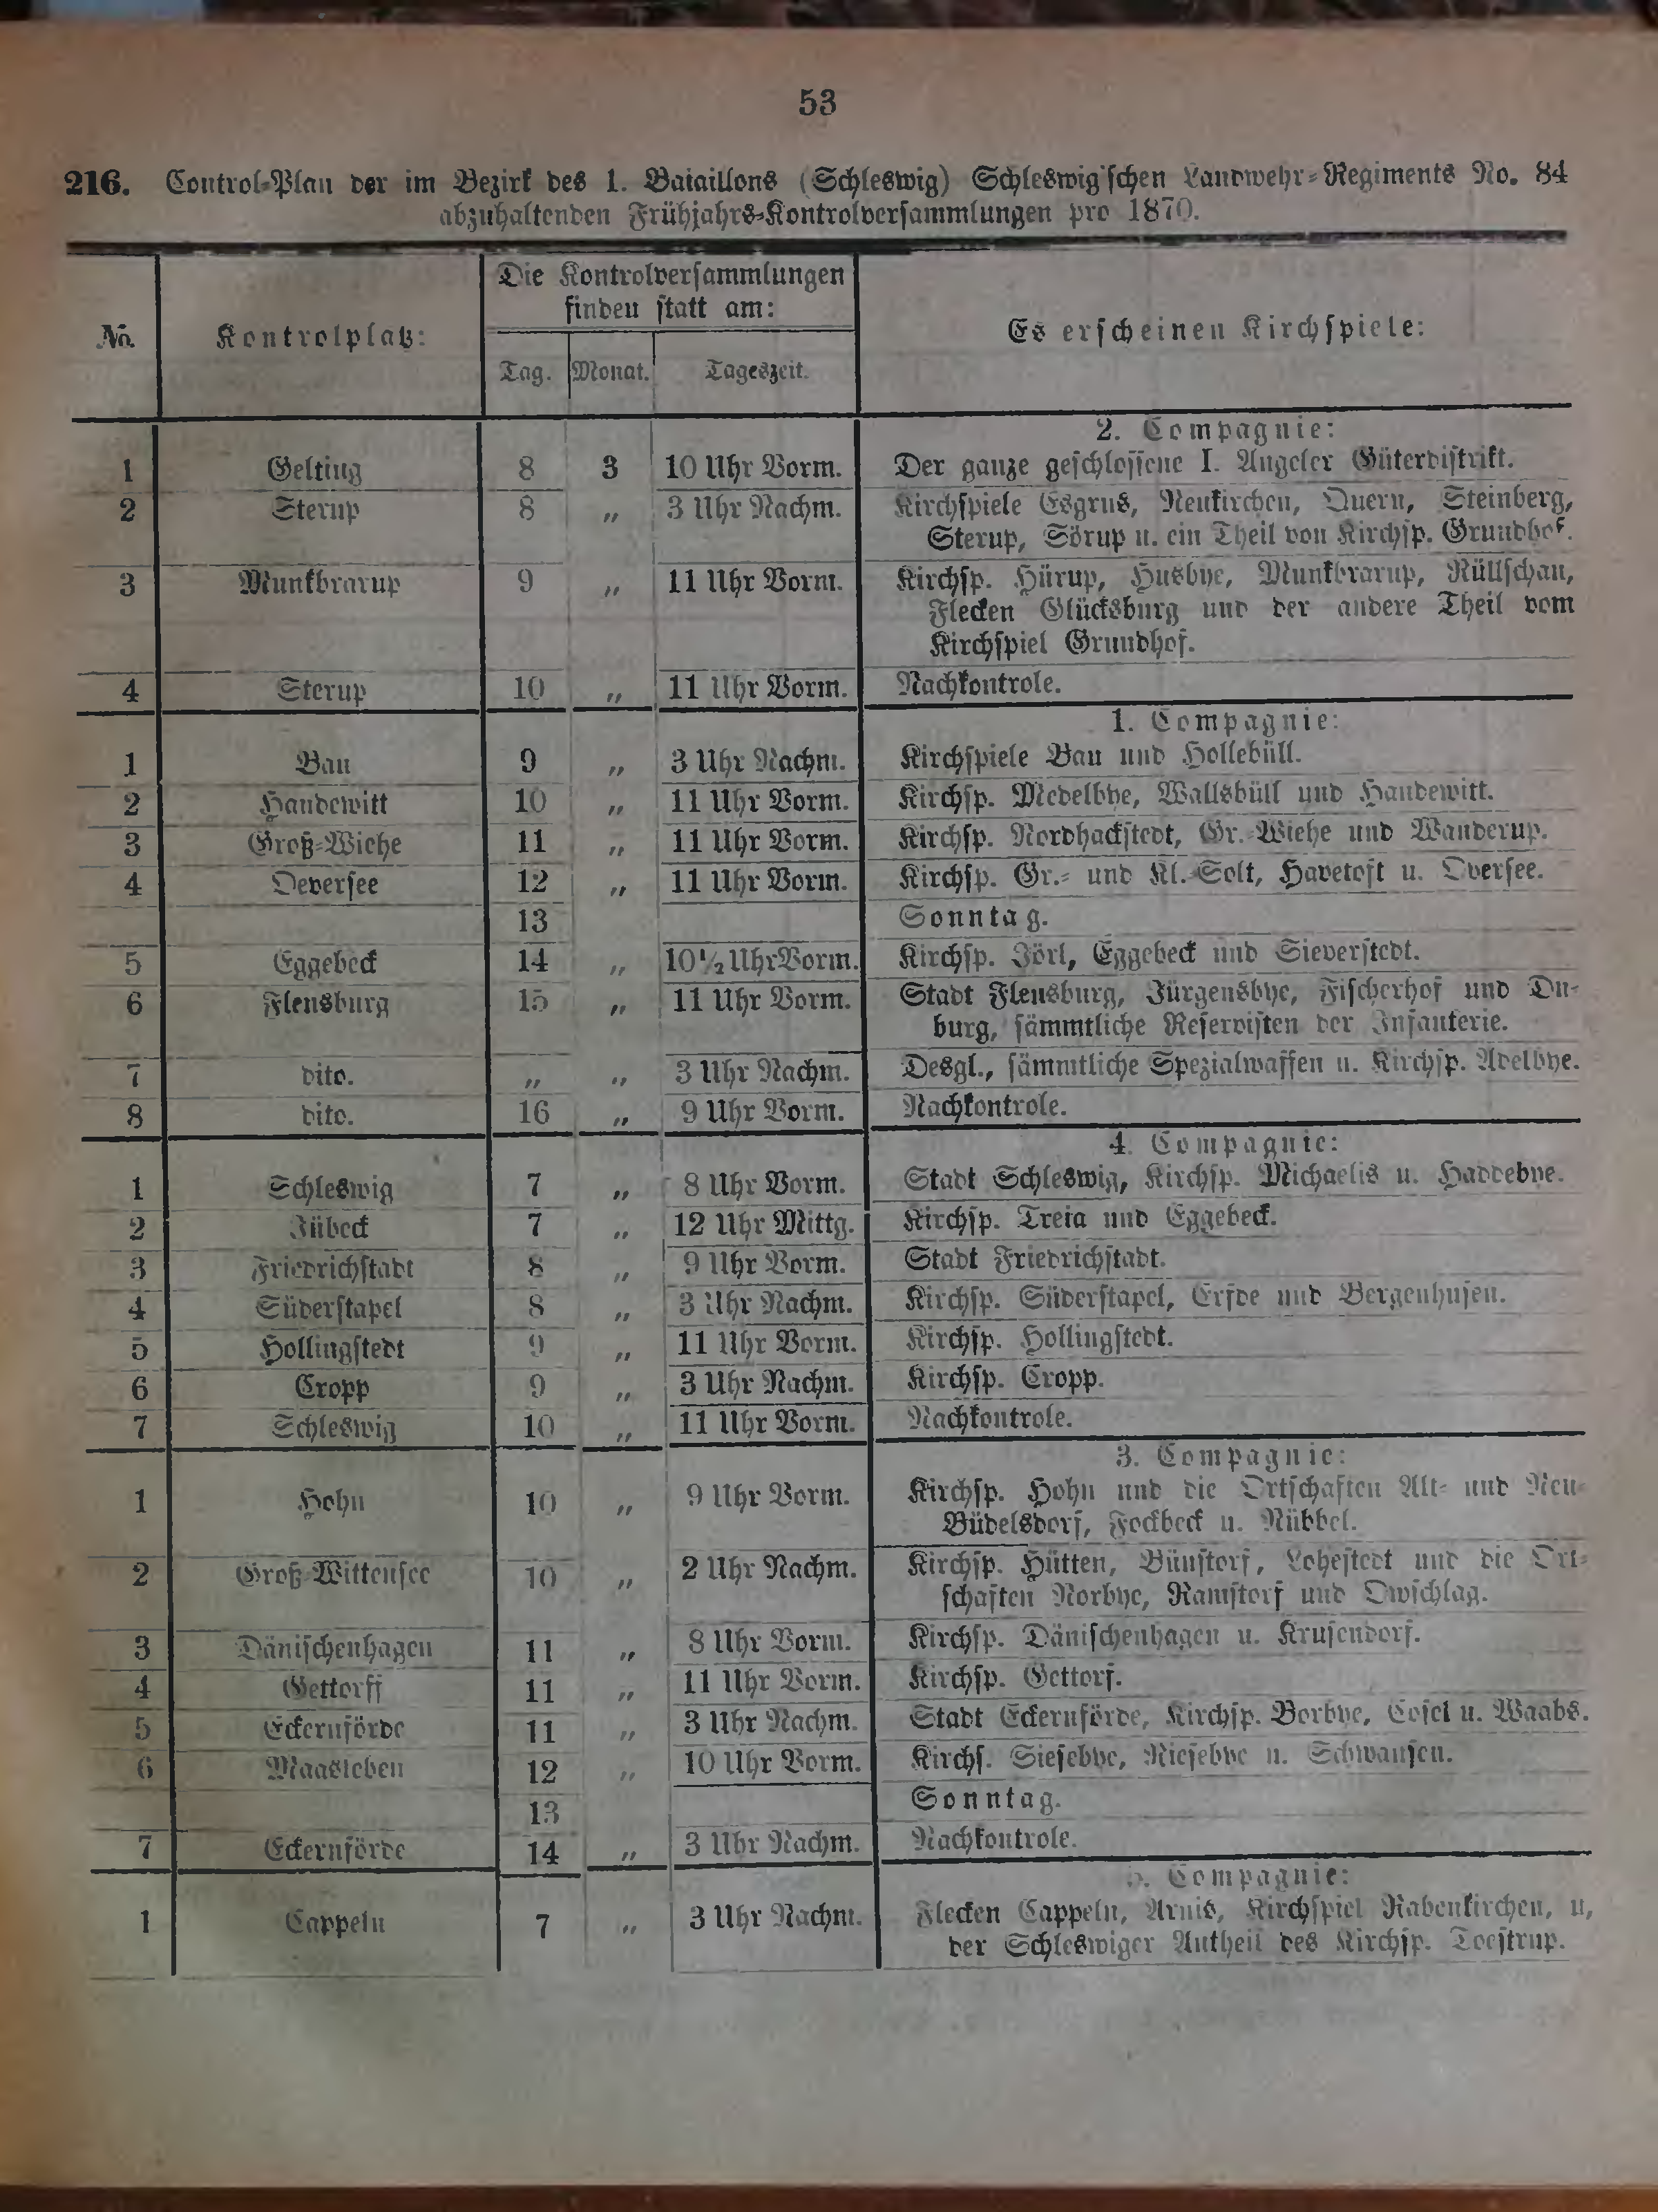 53
216. Control-Plan der im Bezirk des 1. Bataillons (Schleswig) Schleswig'schen Landwehr-Regiments No. 84
abzuhaltenden Frühjahrs-Kontrolversammlungen pro 1870.
No. Kontrolplatz: Die Kontrolversammlungen
finden statt am: Es erscheinen Kirchspiele:
Tag. Monat. Tageszeit.
2. Compagnie:
1 Gelting 8 3 10 Uhr Vorm. Der ganze geschlossene I. Angeler Güterdistrikt.
2 Sterup 8 „ 3 Uhr Nachm. Kirchspiele Esgrus, Neukirchen, Quern, Steinberg,
Sterup, Sörup u. ein Theil von Kirchsp. Grundhof.
3 Munkbrarup 9 „ 11 Uhr Vorm. Kirchsp. Hürup, Husbye, Munkbrarup, Rüllschau,
Flecken Glücksburg und der andere Theil vom
Kirchspiel Grundhof.
4 Sterup 10 „ 11 Uhr Vorm. Nachkontrole.
1. Compagnie:
1 Bau 9 „ 3 Uhr Nachm. Kirchspiele Bau und Hollebüll.
2 Handewitt 10 „ 11 Uhr Vorm. Kirchsp. Medelbye, Wallsbüll und Handewitt.
3 Groß-Wiehe 11 „ 11 Uhr Vorm. Kirchsp. Nordhackstedt, Gr.-Wiehe und Wanderup.
4 Oeversee 12 „ 11 Uhr Vorm. Kirchsp. Gr.- und Kl.-Solt, Havetoft u. Oversee.
13 Sonntag.
5 Eggebeck 14 „ 10½ Uhr Vorm. Kirchsp. Jörl, Eggebeck und Sieverstedt.
6 Flensburg 15 „ 11 Uhr Vorm. Stadt Flensburg, Jürgensbye, Fischerhof und Du-
burg, sämmtliche Reservisten der Infanterie.
7 dito. „ „ 3 Uhr Nachm. Desgl., sämmtliche Spezialwaffen u. Kirchsp. Adelbye.
8 dito. 16 „ 9 Uhr Vorm. Nachkontrole.
4. Compagnie:
1 Schleswig 7 „ 8 Uhr Vorm. Stadt Schleswig, Kirchsp. Michaelis u. Haddebye.
2 Jübeck 7 „ 12 Uhr Mittg. Kirchsp. Treia und Eggebeck.
3 Friedrichstadt 8 „ 9 Uhr Vorm. Stadt Friedrichstadt.
4 Süderstapel 8 „ 3 Uhr Nachm. Kirchsp. Süderstapel, Erfde und Bergenhusen.
5 Hollingstedt 9 „ 11 Uhr Vorm. Kirchsp. Hollingstedt.
6 Cropp 9 „ 3 Uhr Nachm. Kirchsp. Cropp.
7 Schleswig 10 „ 11 Uhr Vorm. Nachkontrole.
3. Compagnie:
1 Hohn 10 „ 9 Uhr Vorm. Kirchsp. Hohn und die Ortschaften Alt- und Neu-
Büdelsdorf, Fockbeck u. Nübbel.
2 Groß-Wittensee 10 „ 2 Uhr Nachm. Kirchsp. Hütten, Bünstorf, Lohestedt und die Ort-
schaften Norbye, Ramstorf und Owschlag.
3 Dänischenhagen 11 „ 8 Uhr Vorm. Kirchsp. Dänischenhagen u. Krusendorf.
4 Gettorff 11 „ 11 Uhr Vorm. Kirchsp. Gettorf.
5 Eckernförde 11 „ 3 Uhr Nachm. Stadt Eckernförde, Kirchsp. Borbye, Cosel u. Waabs.
6 Maasleben 12 „ 10 Uhr Vorm. Kirchs. Siesebye, Riesebye u. Schwansen.
13 Sonntag.
7 Eckernförde 14 „ 3 Uhr Nachm. Nachkontrole.
5. Compagnie:
1 Cappeln 7 „ 3 Uhr Nachm. Flecken Cappeln, Arnis, Kirchspiel Rabenkirchen, u,
der Schleswiger Antheil des Kirchsp. Toestrup.